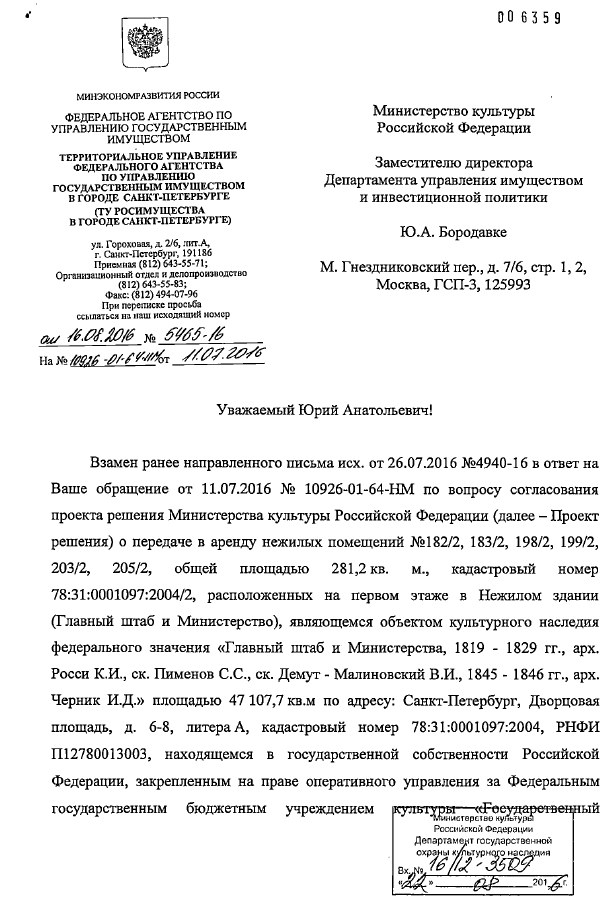 006359
МИНЭКОНОМРАЗВИТИЯ РОССИИ
ФЕДЕРАЛЬНОЕ АГЕНТСТВО ПО
УПРАВЛЕНИЮ ГОСУДАРСТВЕННЫМ
ИМУЩЕСТВОМ
ТЕРРИТОРИАЛЬНОЕ УПРАВЛЕНИЕ
ФЕДЕРАЛЬНОГО АГЕНТСТВА
ПО УПРАВЛЕНИЮ
ГОСУДАРСТВЕННЫМ ИМУЩЕСТВОМ
В ГОРОДЕ САНКТ-ПЕТЕРБУРГЕ
(ТУ РОСИМУЩЕСТВА
В ГОРОДЕ САНКТ-ПЕТЕРБУРГЕ)
ул. Гороховая, д. 2/6, лит.А,
г. Санкт-Петербург, 191186
Приемная (812) 643-55-71;
Организационный отдел и делопроизводство
(812) 643-55-83;
Факс: (812) 494-07-96
При переписке просьба
ссылаться на наш исходящий номер
от 16.08.2016 № 5465-16
На № 10926-01-64-НМ от 11.07.2016
Министерство культуры
Российской Федерации
Заместителю директора
Департамента управления имуществом
и инвестиционной политики
Ю.А. Бородавке
М. Гнездниковский пер., д. 7/6, стр. 1, 2,
Москва, ГСП-3, 125993
Уважаемый Юрий Анатольевич!
Взамен ранее направленного письма исх. от 26.07.2016 №4940-16 в ответ на
Ваше обращение от 11.07.2016 № 10926-01-64-НМ по вопросу согласования
проекта решения Министерства культуры Российской Федерации (далее – Проект
решения) о передаче в аренду нежилых помещений №182/2, 183/2, 198/2, 199/2,
203/2, 205/2, общей площадью 281,2 кв. м., кадастровый номер
78:31:0001097:2004/2, расположенных на первом этаже в Нежилом здании
(Главный штаб и Министерство), являющемся объектом культурного наследия
федерального значения «Главный штаб и Министерства, 1819 - 1829 гг., арх.
Росси К.И., ск. Пименов С.С., ск. Демут - Малиновский В.И., 1845 - 1846 гг., арх.
Черник И.Д.» площадью 47 107,7 кв.м по адресу: Санкт-Петербург, Дворцовая
площадь, д. 6-8, литера А, кадастровый номер 78:31:0001097:2004, РНФИ
П12780013003, находящемся в государственной собственности Российской
Федерации, закрепленным на праве оперативного управления за Федеральным
государственным бюджетным учреждением культуры «Государственный
Министерство культуры
Российской Федерации
Департамент государственной
охраны культурного наследия
Вх. № 16/12-3509
«22» 08 2016 г.